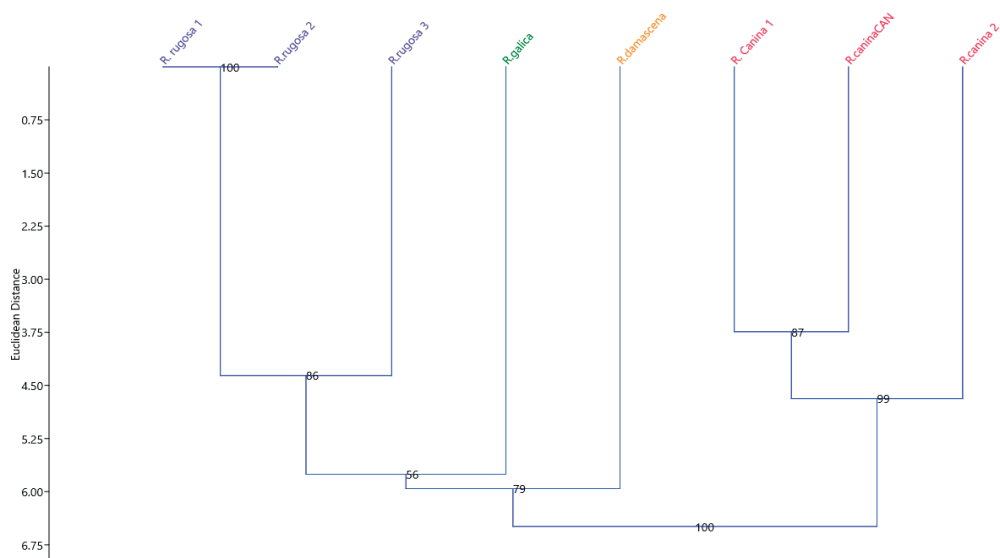 R. rugosa 1
R.rugosa 2
R.rugosa 3
R.galica
R.damascena
R. Canina 1
R.caninaCAN
R.canina 2
100
0.75
1.50
2.25
3.00
3.75
4.50
5.25
6.00
6.75
Euclidean Distance
87
86
99
56
79
100